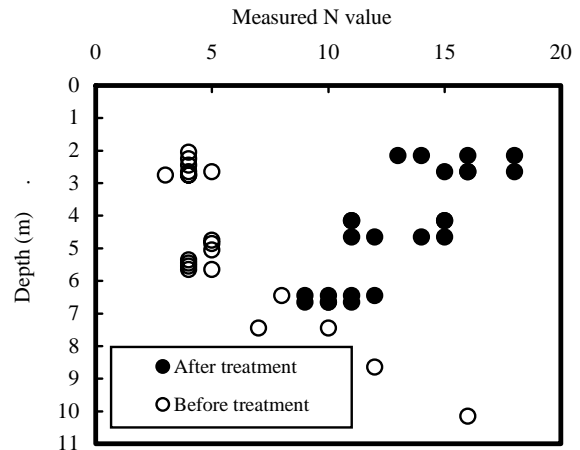 Measured N value
0 5 10 15 20
0
1
2
3
4
5
6
7
8
9
10
11
Depth (m) .
After treatment
Before treatment